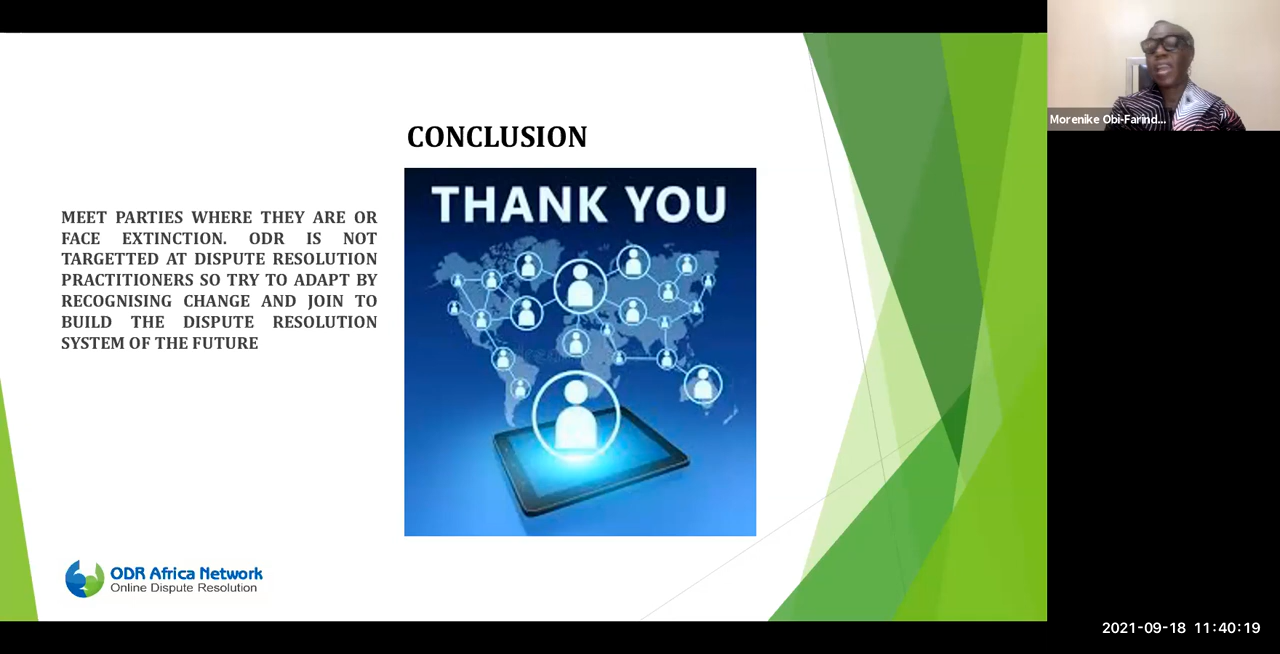 CONCLUSION
THANK YOU
MEET PARTIES WHERE THEY ARE OR
FACE EXTINCTION. ODR IS NOT
TARGETTED AT DISPUTE RESOLUTION
PRACTITIONERS SO TRY TO ADAPT BY
RECOGNISING CHANGE AND JOIN TO
BUILD THE DISPUTE RESOLUTION
SYSTEM OF THE FUTURE
ODR Africa Network
Online Dispute Resolution
Morenike Obi-Farind...
2021-09-18 11:40:19